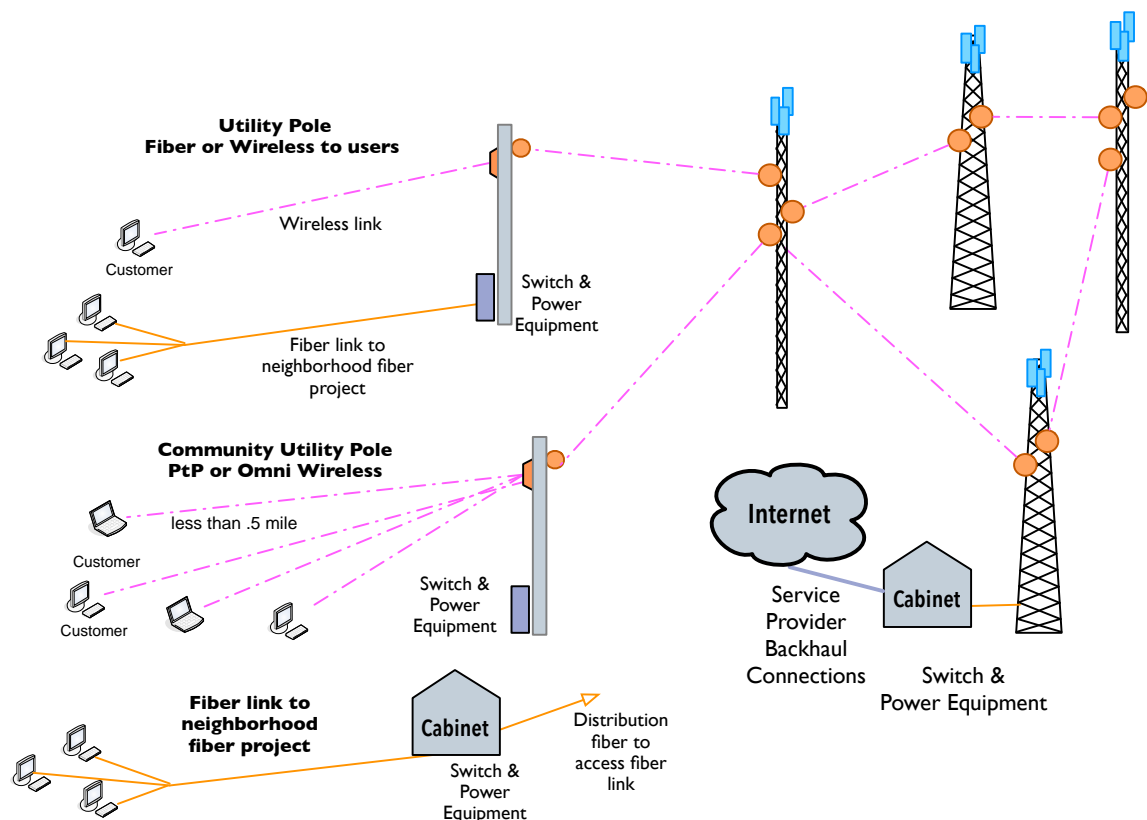 Utility Pole
Fiber or Wireless to users
Wireless link
Customer
Switch &
Power
Equipment
Fiber link to
neighborhood fiber
project
Community Utility Pole
PtP or Omni Wireless
less than .5 mile
Customer
Customer
Switch &
Power
Equipment
Internet
Cabinet
Service
Provider
Backhaul
Connections
Switch &
Power Equipment
Fiber link to
neighborhood
fiber project
Cabinet
Switch &
Power
Equipment
Distribution
fiber to
access fiber
link